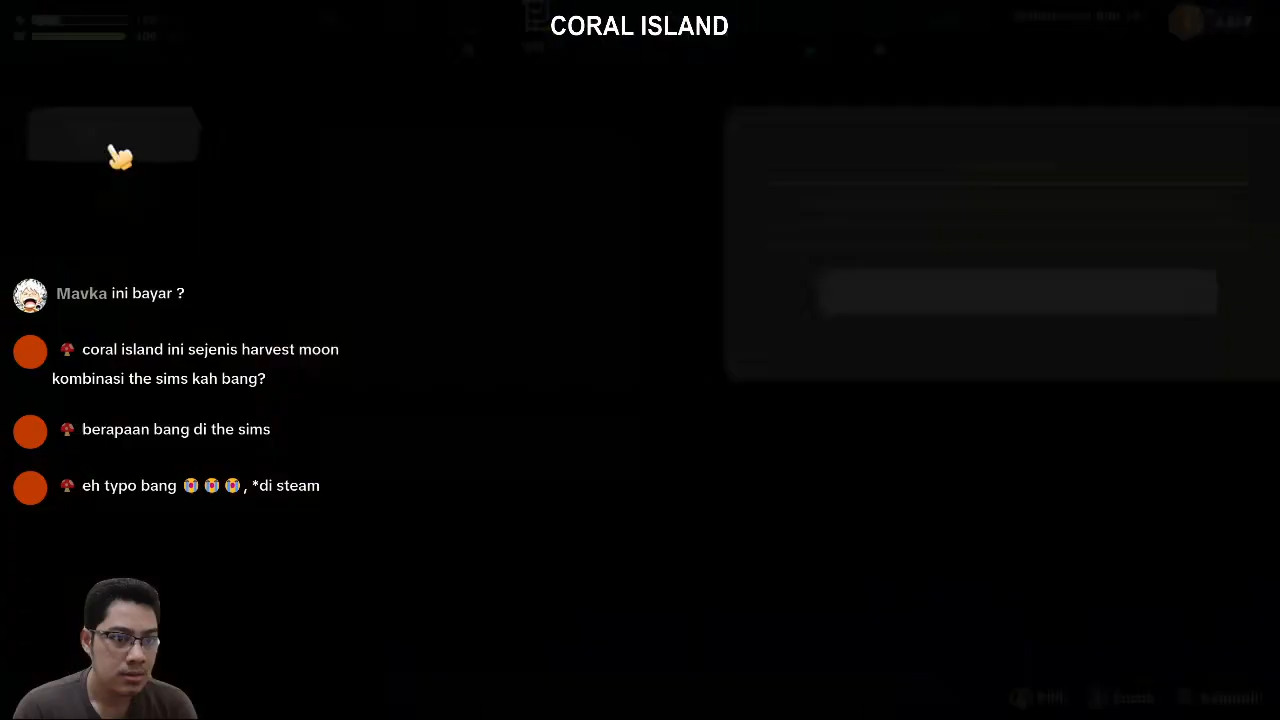 CORAL ISLAND
Mavka ini bayar ?
coral island ini sejenis harvest moon
kombinasi the sims kah bang?
berapaan bang di the sims
eh typo bang 😭😭😭, *di steam